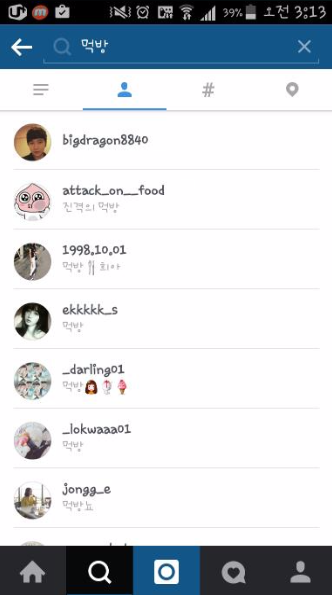 39% 오전 3:13
먹방
#
bigdragon8840
attack_on__food
진격의 먹방
1998.10.01
먹방 🍴 희아
ekkkkk_s
먹방
_darling01
먹방
_lokwaaa01
먹방
jongg_e
먹방뇨